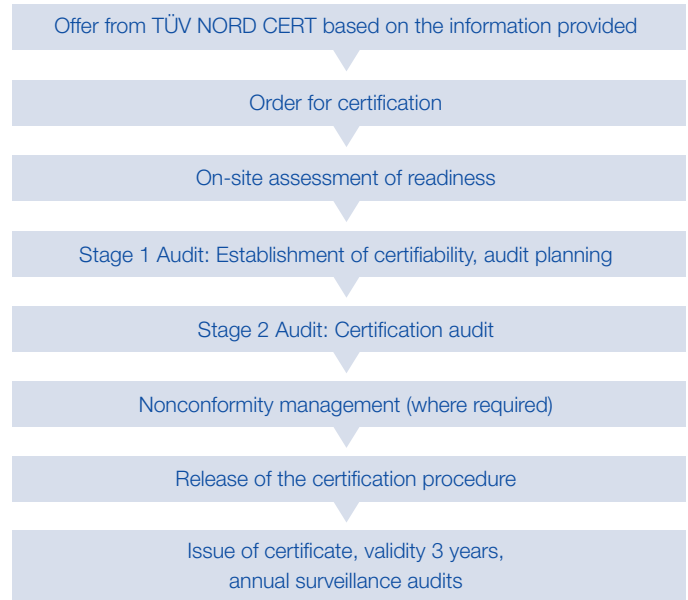 Offer from TÜV NORD CERT based on the information provided
Order for certification
On-site assessment of readiness
Stage 1 Audit: Establishment of certifiability, audit planning
Stage 2 Audit: Certification audit
Nonconformity management (where required)
Release of the certification procedure
Issue of certificate, validity 3 years,
annual surveillance audits